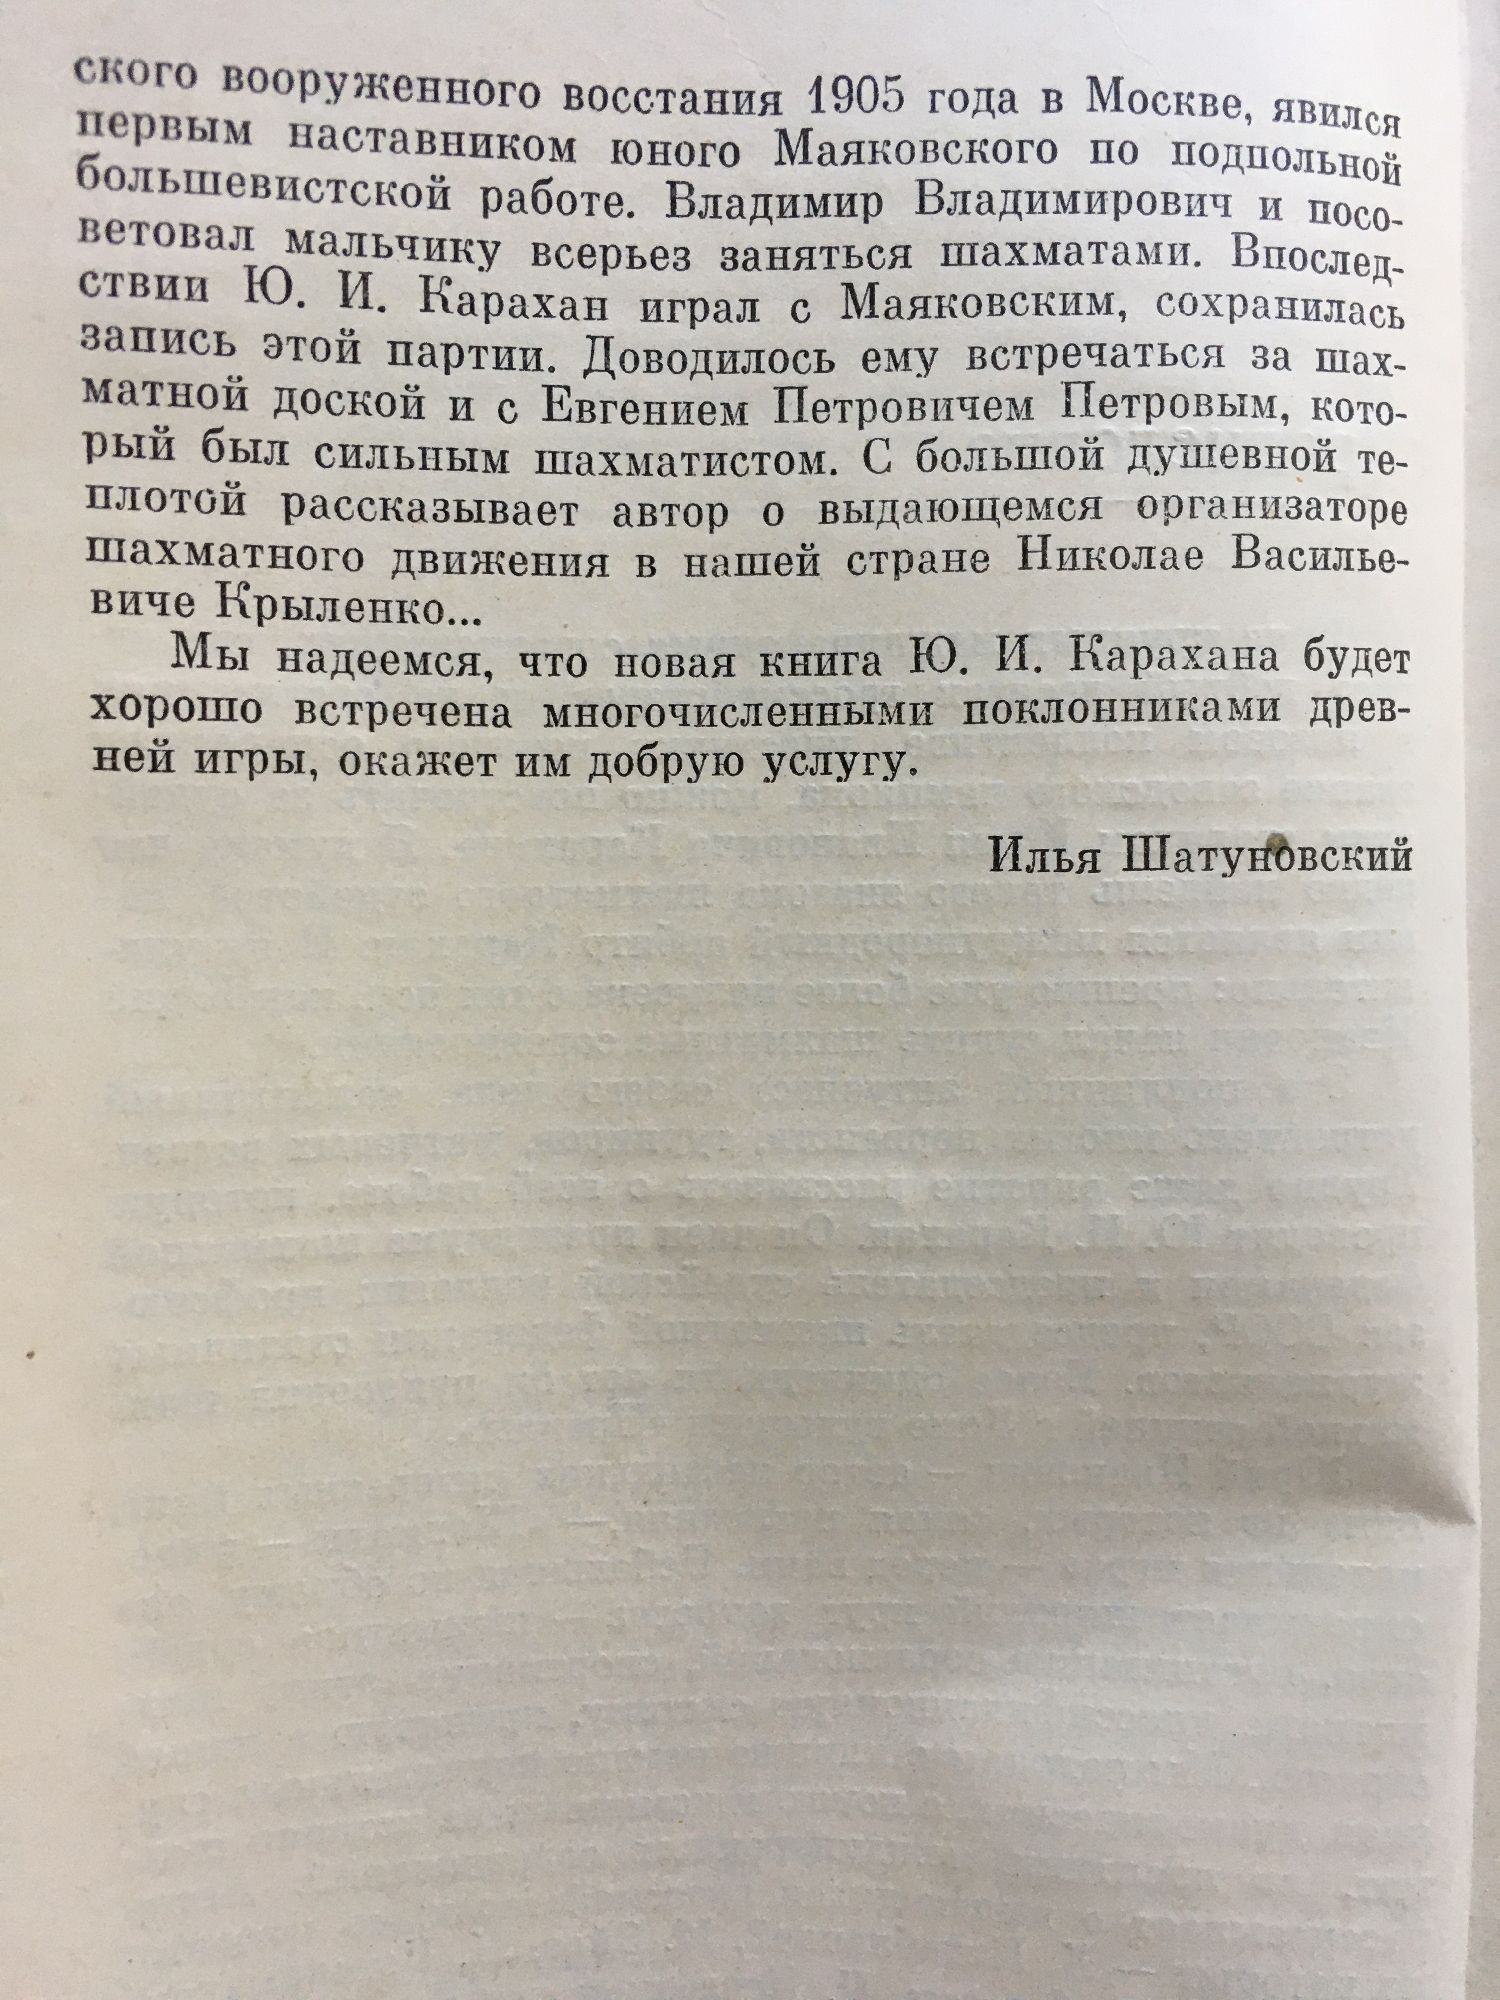 ского вооруженного восстания 1905 года в Москве, явился
первым наставником юного Маяковского по подпольной
большевистской работе. Владимир Владимирович и посо-
ветовал мальчику всерьез заняться шахматами. Впослед-
ствии Ю. И. Карахан играл с Маяковским, сохранилась
запись этой партии. Доводилось ему встречаться за шах-
матной доской и с Евгением Петровичем Петровым, кото-
рый был сильным шахматистом. С большой душевной те-
плотой рассказывает автор о выдающемся организаторе
шахматного движения в нашей стране Николае Василье-
виче Крыленко...
Мы надеемся, что новая книга Ю. И. Карахана будет
хорошо встречена многочисленными поклонниками древ-
ней игры, окажет им добрую услугу.
Илья Шатуновский